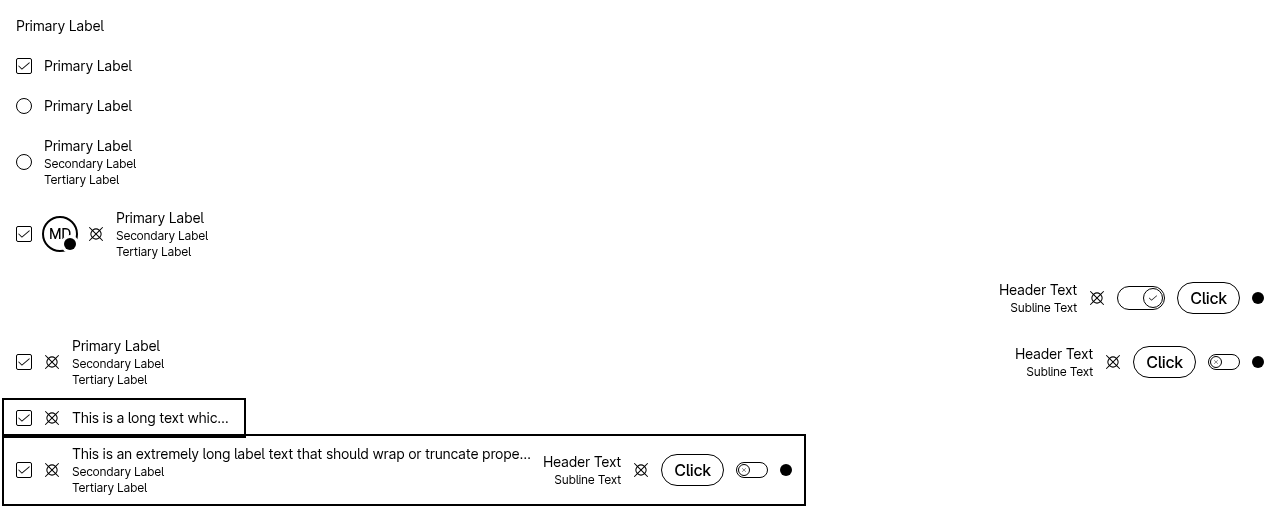 Primary Label
Primary Label
Primary Label
Primary Label
Secondary Label
Tertiary Label
MD
Primary Label
Secondary Label
Tertiary Label
Header Text
Subline Text
Click
Primary Label
Secondary Label
Tertiary Label
Header Text
Subline Text
Click
This is a long text whic...
This is an extremely long label text that should wrap or truncate prope...
Secondary Label
Tertiary Label
Header Text
Subline Text
Click